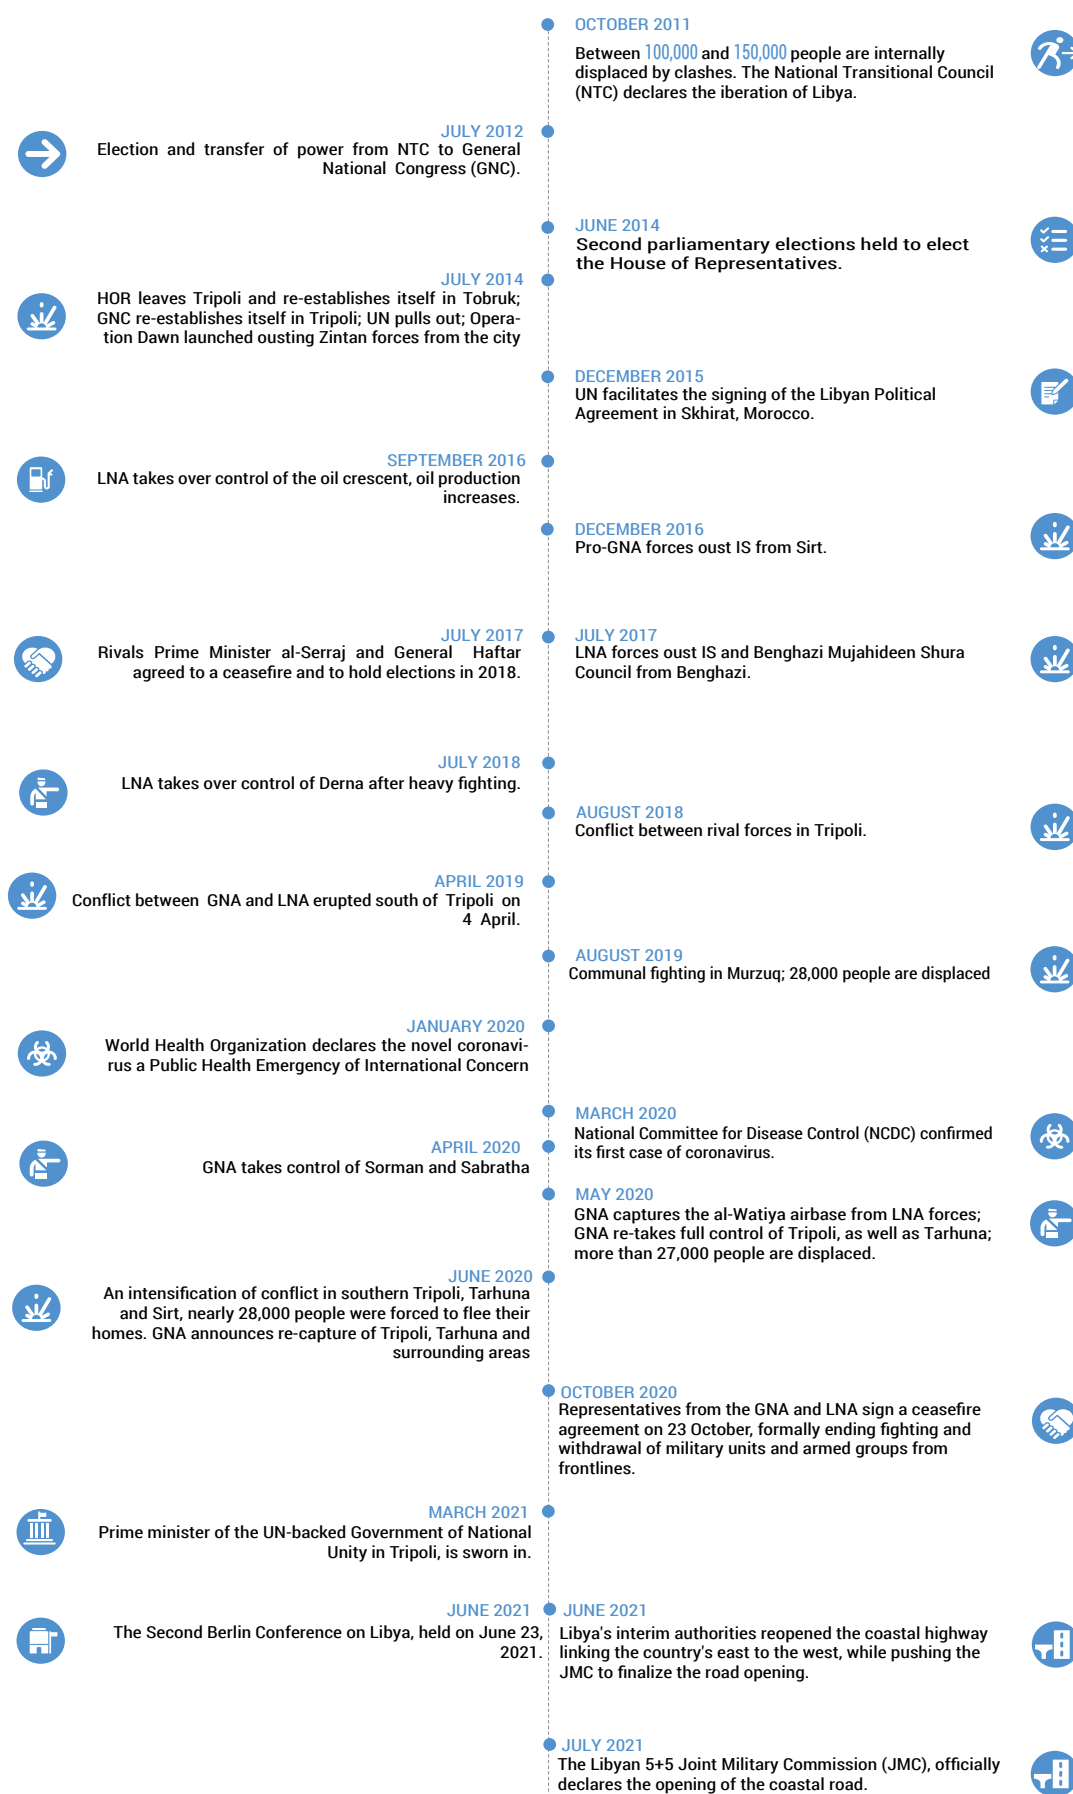 OCTOBER 2011
Between 100,000 and 150,000 people are internally
displaced by clashes. The National Transitional Council
(NTC) declares the iberation of Libya.
JULY 2012
Election and transfer of power from NTC to General
National Congress (GNC).
JUNE 2014
Second parliamentary elections held to elect
the House of Representatives.
JULY 2014
HOR leaves Tripoli and re-establishes itself in Tobruk;
GNC re-establishes itself in Tripoli; UN pulls out; Opera-
tion Dawn launched ousting Zintan forces from the city
DECEMBER 2015
UN facilitates the signing of the Libyan Political
Agreement in Skhirat, Morocco.
SEPTEMBER 2016
LNA takes over control of the oil crescent, oil production
increases.
DECEMBER 2016
Pro-GNA forces oust IS from Sirt.
JULY 2017
Rivals Prime Minister al-Serraj and General Haftar
agreed to a ceasefire and to hold elections in 2018.
JULY 2017
LNA forces oust IS and Benghazi Mujahideen Shura
Council from Benghazi.
JULY 2018
LNA takes over control of Derna after heavy fighting.
AUGUST 2018
Conflict between rival forces in Tripoli.
APRIL 2019
Conflict between GNA and LNA erupted south of Tripoli on
4 April.
AUGUST 2019
Communal fighting in Murzuq; 28,000 people are displaced
JANUARY 2020
World Health Organization declares the novel coronavi-
rus a Public Health Emergency of International Concern
MARCH 2020
National Committee for Disease Control (NCDC) confirmed
its first case of coronavirus.
APRIL 2020
GNA takes control of Sorman and Sabratha
MAY 2020
GNA captures the al-Watiya airbase from LNA forces;
GNA re-takes full control of Tripoli, as well as Tarhuna;
more than 27,000 people are displaced.
JUNE 2020
An intensification of conflict in southern Tripoli, Tarhuna
and Sirt, nearly 28,000 people were forced to flee their
homes. GNA announces re-capture of Tripoli, Tarhuna and
surrounding areas
OCTOBER 2020
Representatives from the GNA and LNA sign a ceasefire
agreement on 23 October, formally ending fighting and
withdrawal of military units and armed groups from
frontlines.
MARCH 2021
Prime minister of the UN-backed Government of National
Unity in Tripoli, is sworn in.
JUNE 2021
The Second Berlin Conference on Libya, held on June 23,
2021.
JUNE 2021
Libya's interim authorities reopened the coastal highway
linking the country's east to the west, while pushing the
JMC to finalize the road opening.
JULY 2021
The Libyan 5+5 Joint Military Commission (JMC), officially
declares the opening of the coastal road.